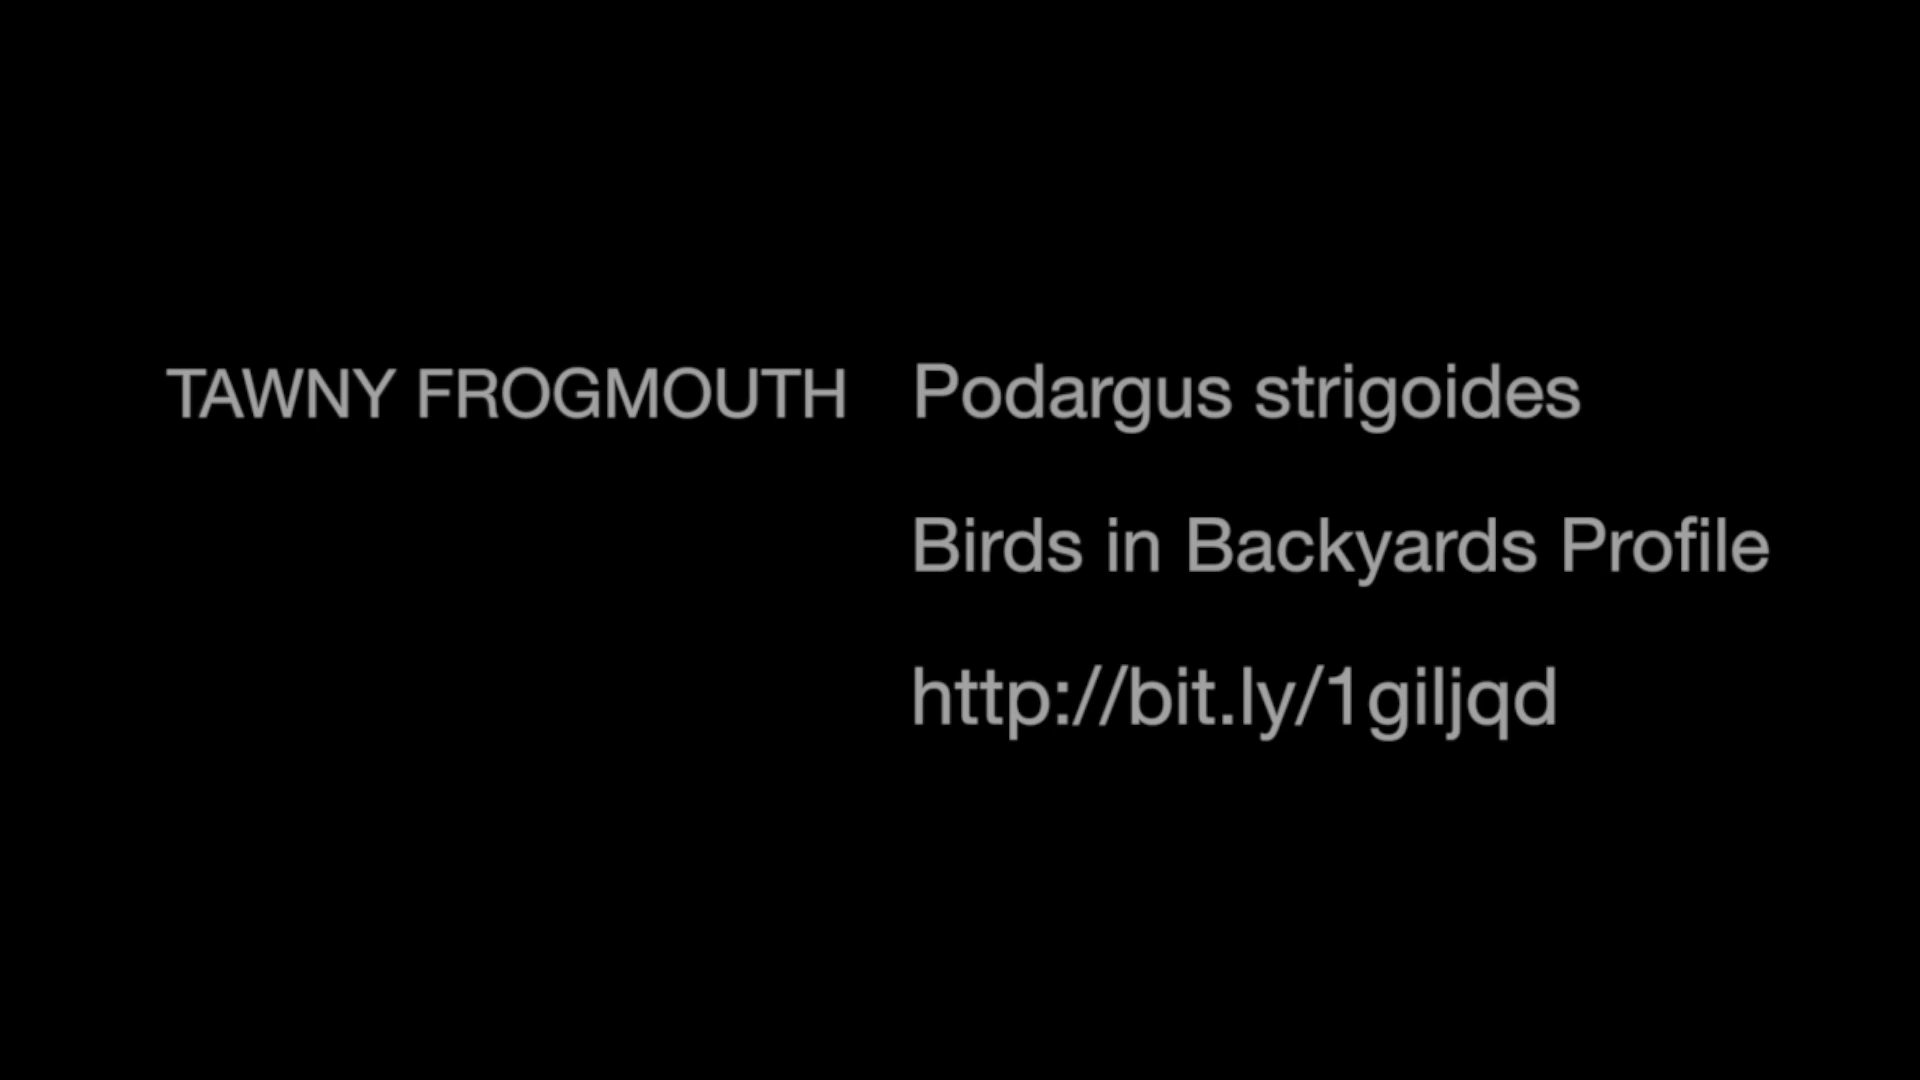 TAWNY FROGMOUTH Podargus strigoides
Birds in Backyards Profile
http://bit.ly/1giljqd